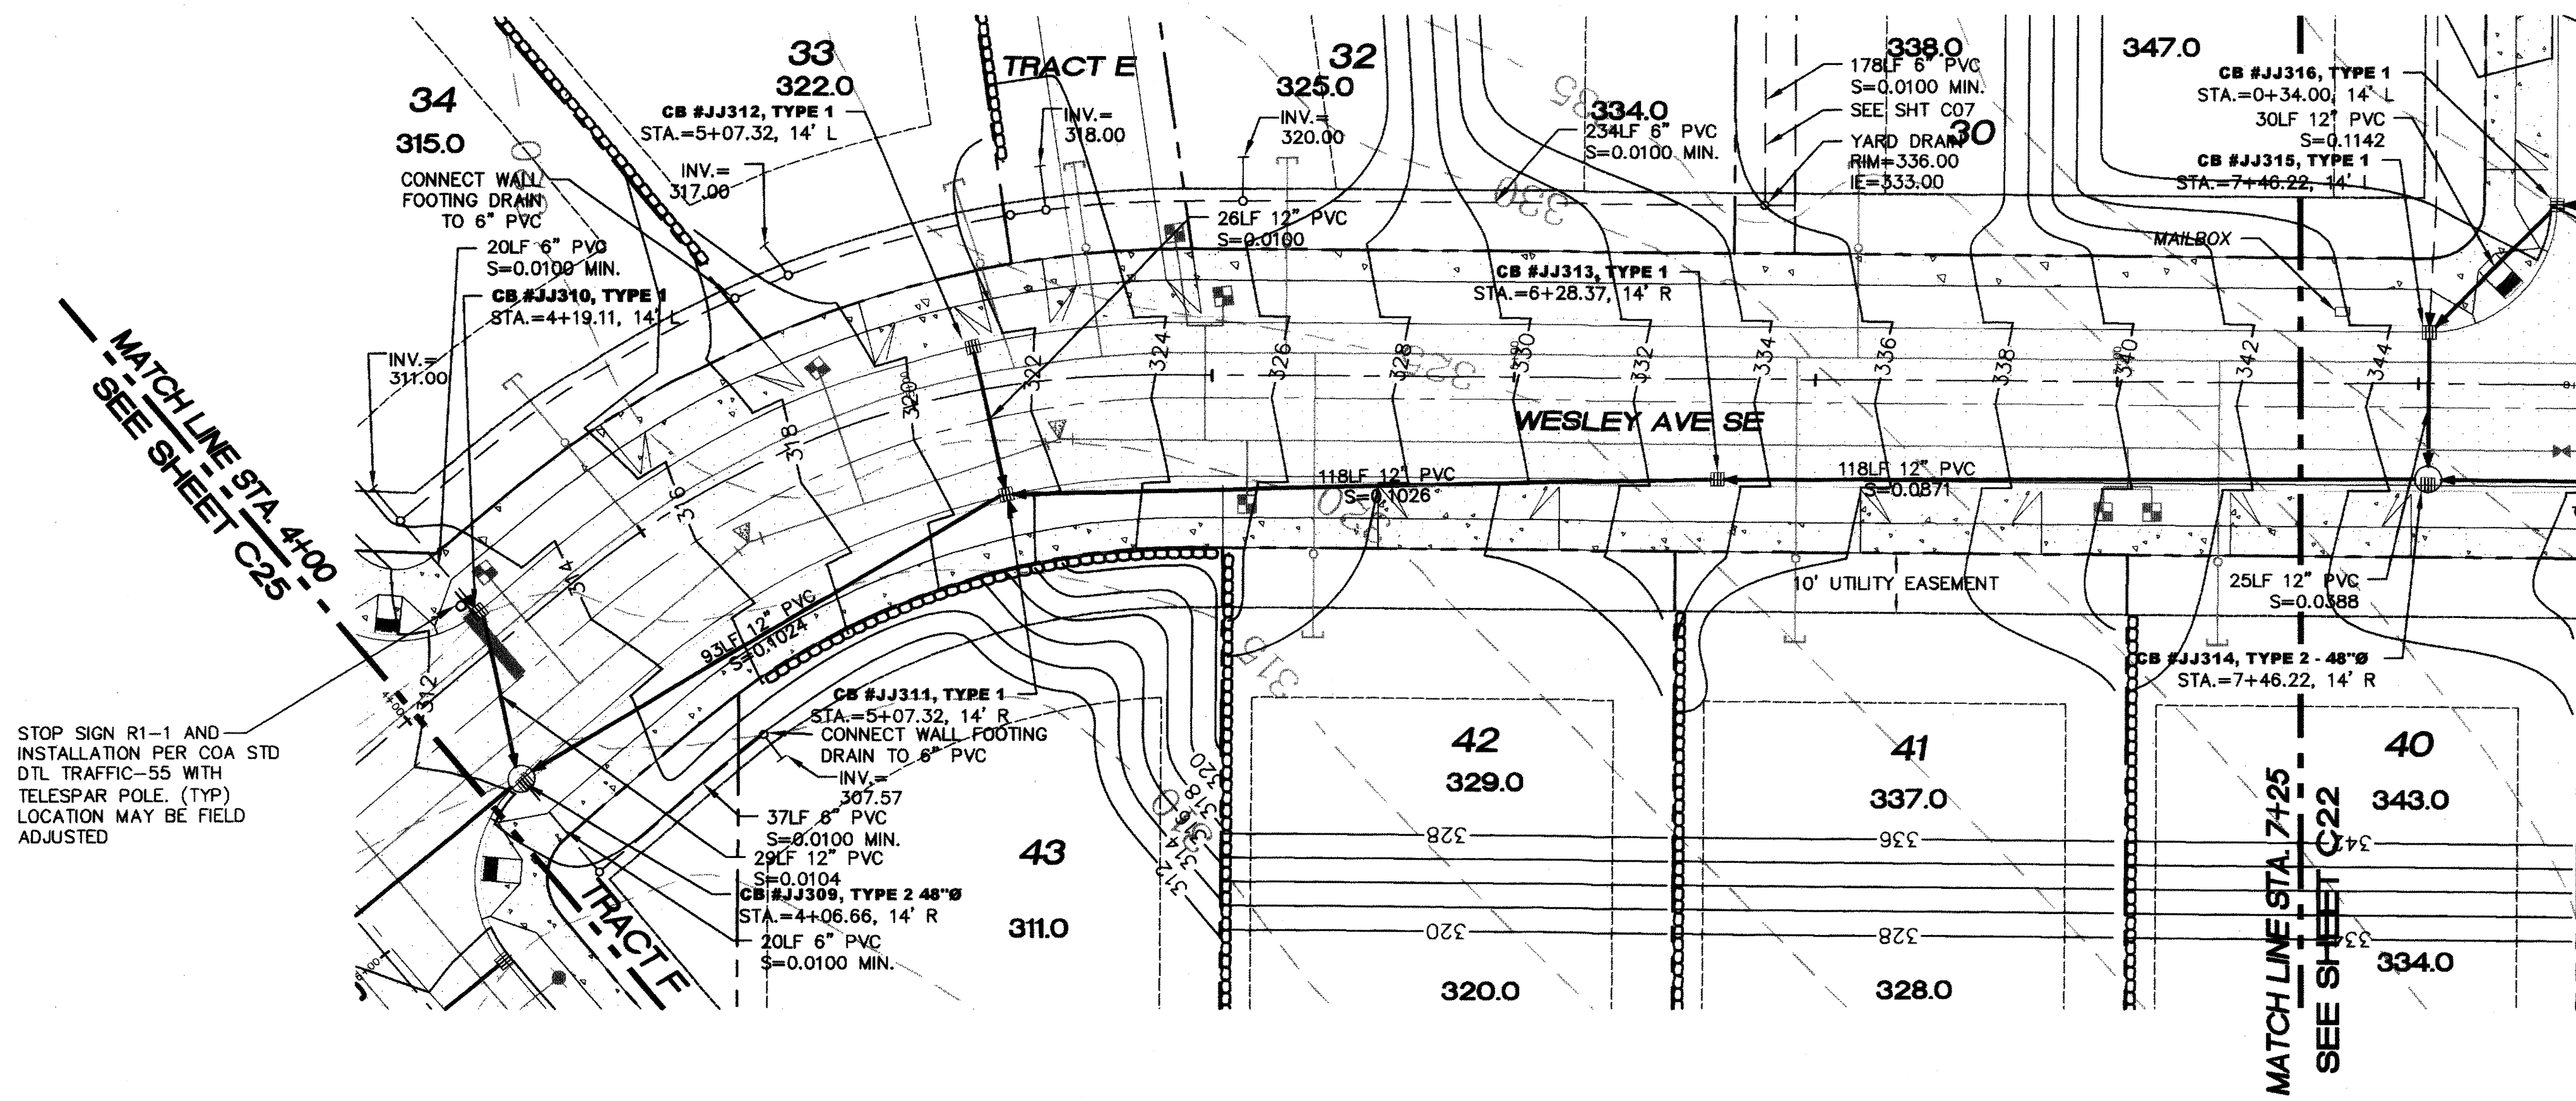 34
315.0
CONNECT WALL
FOOTING DRAIN
TO 6" PVC
20LF 6" PVC
S=0.0100 MIN.
CB #JJ310, TYPE 1
STA.=4+19.11, 14' L
INV.=
311.00
MATCH LINE STA. 4+00
SEE SHEET C25
33
322.0
CB #JJ312, TYPE 1
STA.=5+07.32, 14' L
INV.=
317.00
TRACT E
INV.=
318.00
32
325.0
INV.=
320.00
26LF 12" PVC
S=0.0100
334.0
234LF 6" PVC
S=0.0100 MIN.
335
330
325
320
315
338.0
178LF 6" PVC
S=0.0100 MIN.
SEE SHT C07
30
YARD DRAIN
RIM=336.00
IE=333.00
347.0
CB #JJ316, TYPE 1
STA.=0+34.00, 14' L
30LF 12" PVC
S=0.1142
CB #JJ315, TYPE 1
STA.=7+46.22, 14' L
MAILBOX
CB #JJ313, TYPE 1
STA.=6+28.37, 14' R
312
314
316
318
320
322
324
326
328
330
332
334
336
338
340
342
344
WESLEY AVE SE
118LF 12" PVC
S=0.1026
118LF 12" PVC
S=0.0871
93LF 12" PVC
S=0.1024
10' UTILITY EASEMENT
25LF 12" PVC
S=0.0388
CB #JJ314, TYPE 2 - 48"Ø
STA.=7+46.22, 14' R
4+00
STOP SIGN R1-1 AND
INSTALLATION PER COA STD
DTL TRAFFIC-55 WITH
TELESPAR POLE. (TYP)
LOCATION MAY BE FIELD
ADJUSTED
CB #JJ311, TYPE 1
STA.=5+07.32, 14' R
CONNECT WALL FOOTING
DRAIN TO 6" PVC
INV.=
307.57
37LF 6" PVC
S=0.0100 MIN.
29LF 12" PVC
S=0.0104
CB #JJ309, TYPE 2 48"Ø
STA.=4+06.66, 14' R
20LF 6" PVC
S=0.0100 MIN.
TRACT F
43
311.0
320
318
316
314
312
42
329.0
328
320
320.0
41
337.0
336
328
328.0
40
343.0
342
334
334.0
MATCH LINE STA. 7+25
SEE SHEET C22